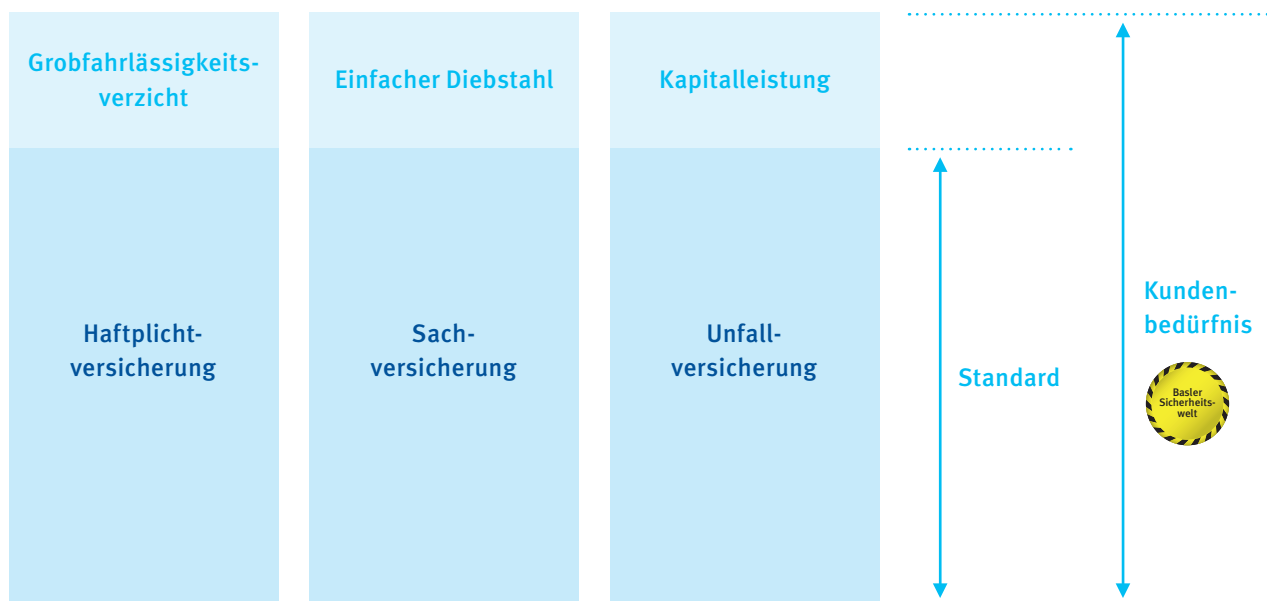 Grobfahrlässigkeits-
verzicht
Einfacher Diebstahl
Kapitalleistung
Haftplicht-
versicherung
Sach-
versicherung
Unfall-
versicherung
Standard
Kunden-
bedürfnis
Basler
Sicherheits-
welt